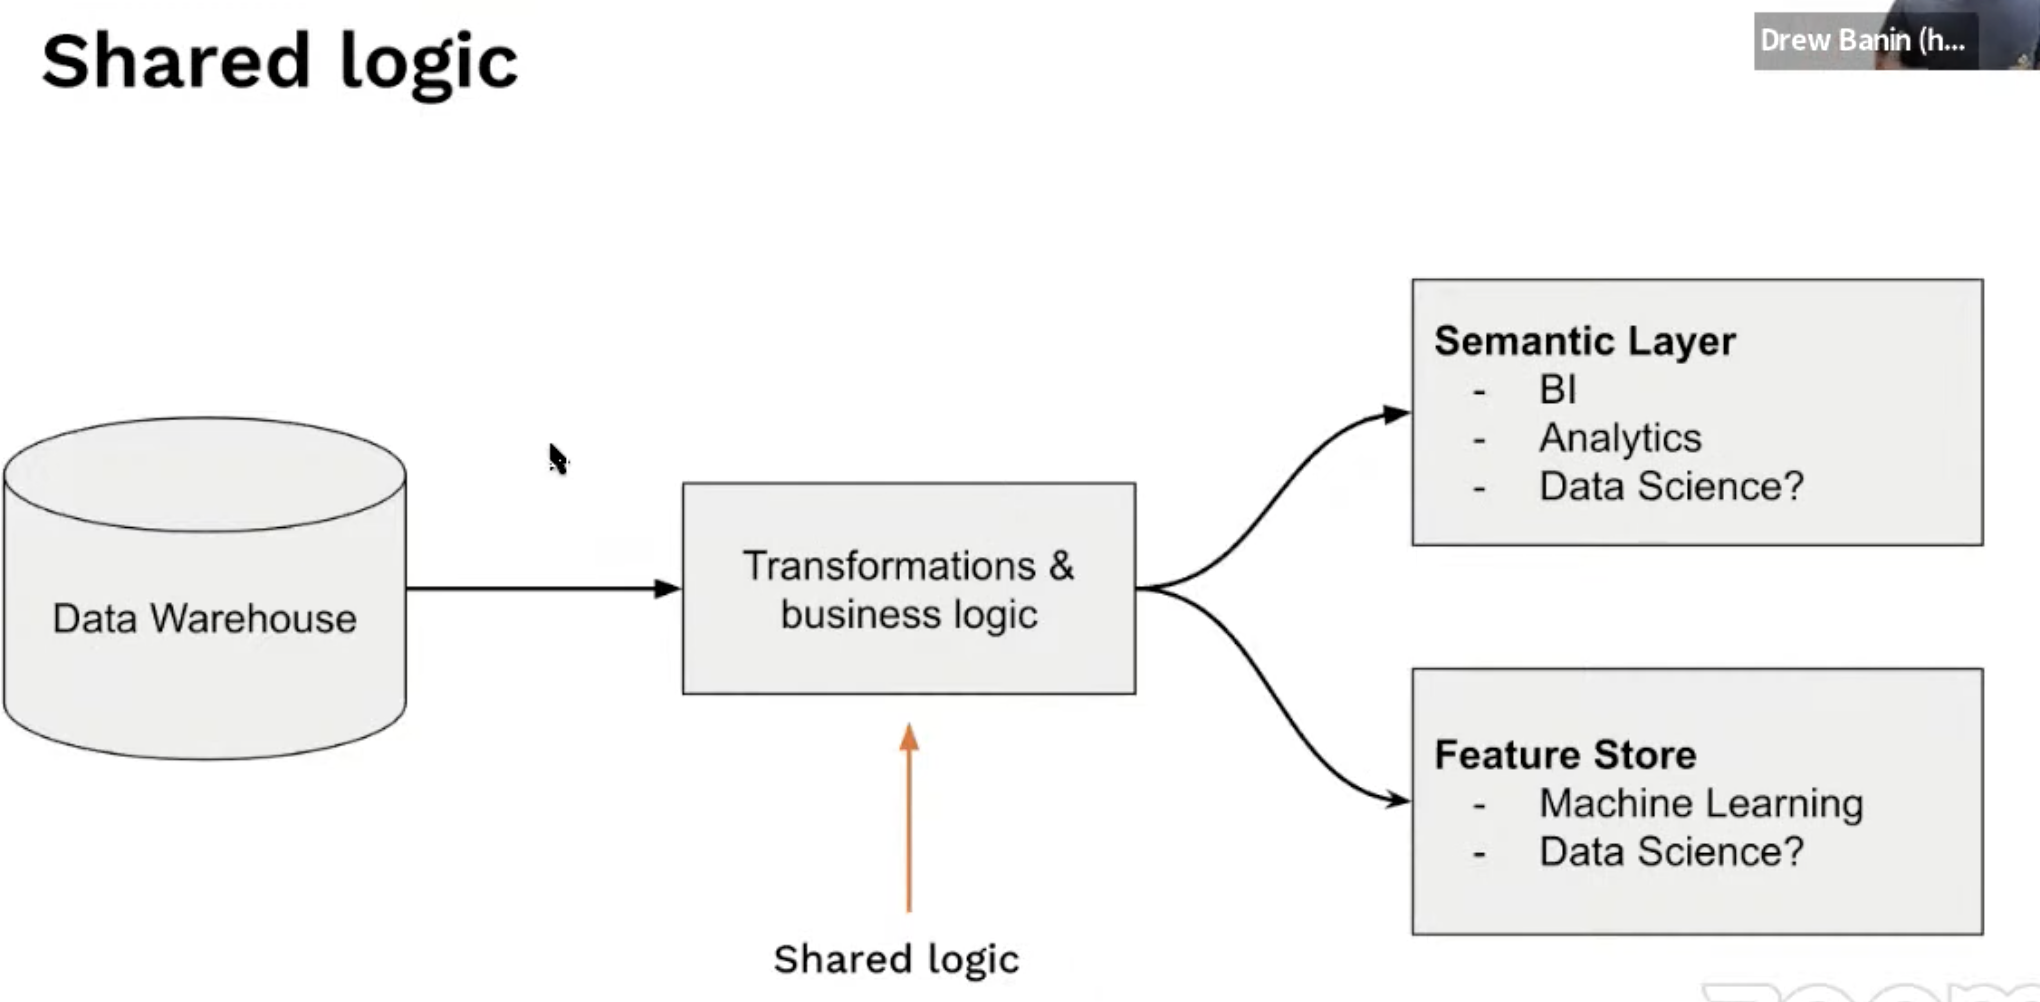 Shared logic
Drew Banin (h...
Semantic Layer
- BI
- Analytics
- Data Science?
Data Warehouse
Transformations &
business logic
Feature Store
- Machine Learning
- Data Science?
Shared logic
zoom